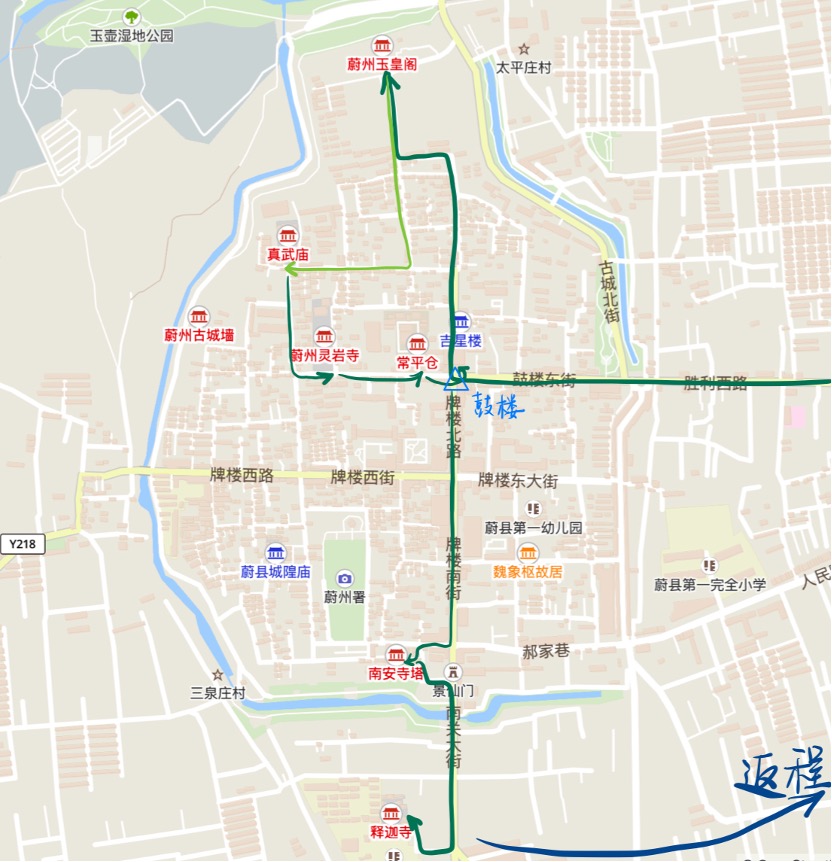 玉壶湿地公园
蔚州玉皇阁
太平庄村
真武庙
古城北街
蔚州古城墙
吉星楼
蔚州灵岩寺
常平仓
鼓楼东街
胜利西路
鼓楼
牌楼北路
牌楼西路
牌楼西街
牌楼东大街
蔚县第一幼儿园
Y218
牌楼南街
蔚县城隍庙
魏象枢故居
蔚州署
蔚县第一完全小学
人民
郝家巷
南安寺塔
三泉庄村
景仙门
南关大街
返程
释迦寺